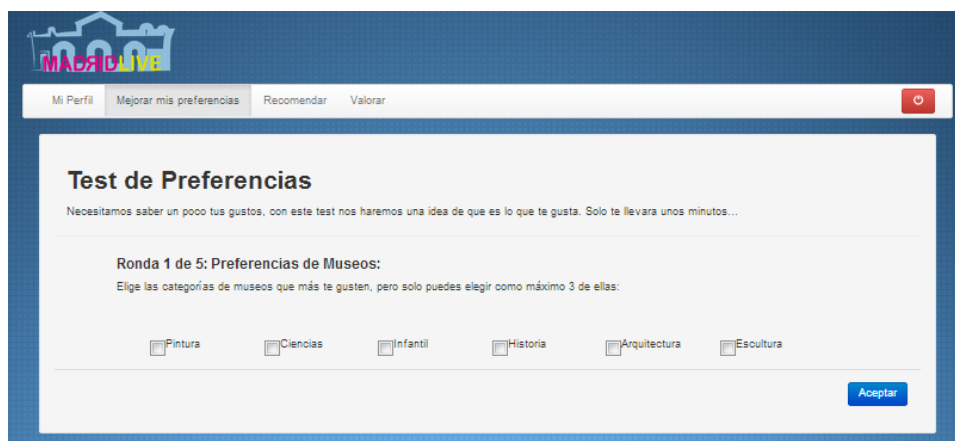 MADRIDLIVE
Mi Perfil Mejorar mis preferencias Recomendar Valorar
Test de Preferencias
Necesitamos saber un poco tus gustos, con este test nos haremos una idea de que es lo que te gusta. Solo te llevara unos minutos...
Ronda 1 de 5: Preferencias de Museos:
Elige las categorías de museos que más te gusten, pero solo puedes elegir como máximo 3 de ellas:
Pintura Ciencias Infantil Historia Arquitectura Escultura
Aceptar